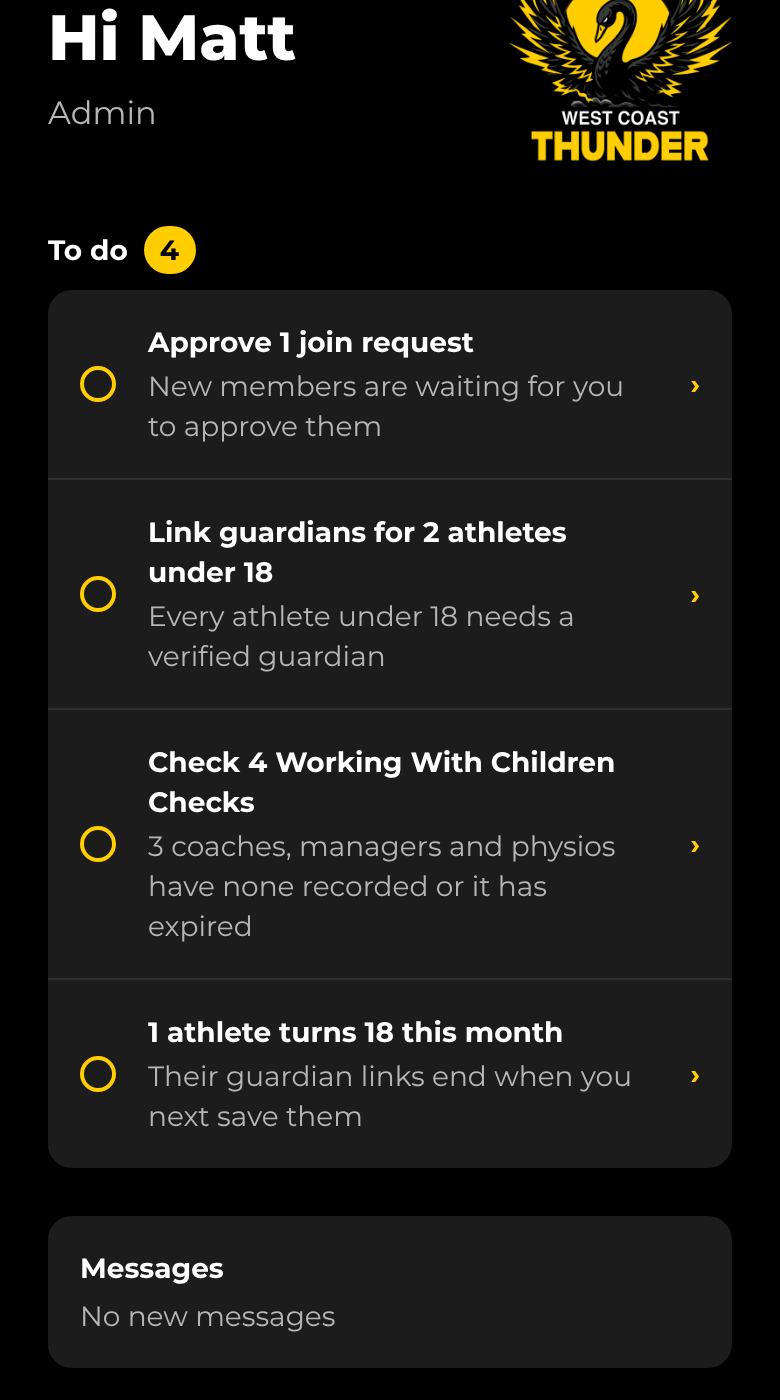 Hi Matt
Admin
WEST COAST
THUNDER
To do 4
Approve 1 join request
New members are waiting for you
to approve them
›
Link guardians for 2 athletes
under 18
Every athlete under 18 needs a
verified guardian
›
Check 4 Working With Children
Checks
3 coaches, managers and physios
have none recorded or it has
expired
›
1 athlete turns 18 this month
Their guardian links end when you
next save them
›
Messages
No new messages